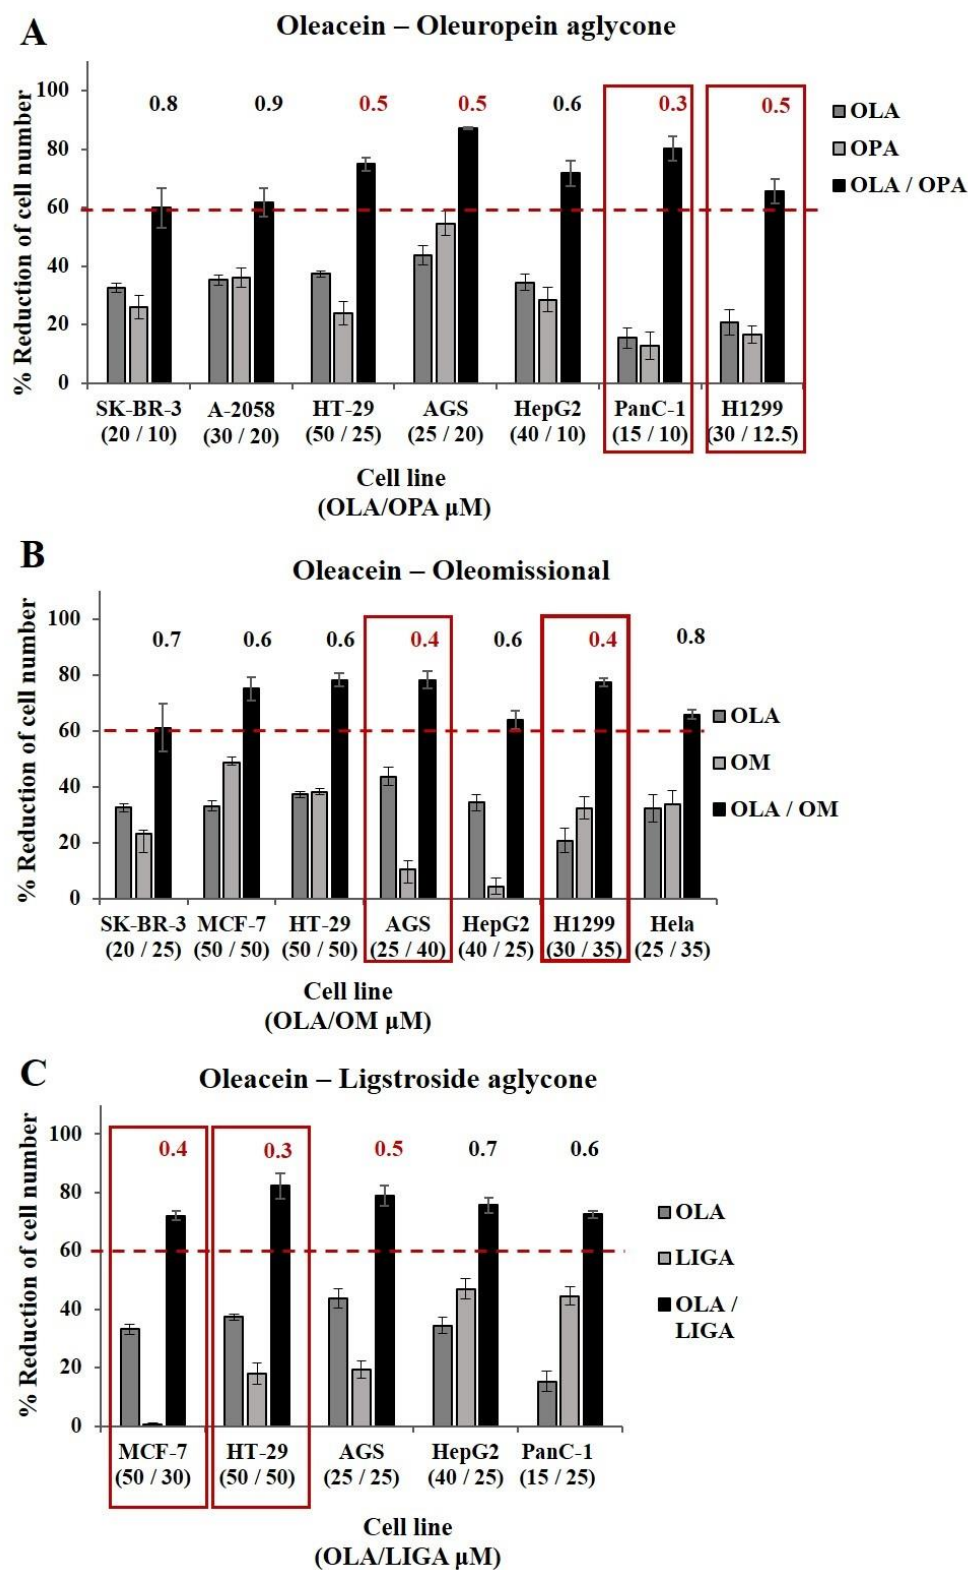 A
Oleacein – Oleuropein aglycone
% Reduction of cell number
100
80
60
40
20
0
0.8 0.9 0.5 0.5 0.6 0.3 0.5
OLA
OPA
OLA / OPA
SK-BR-3 A-2058 HT-29 AGS HepG2 PanC-1 H1299
(20 / 10) (30 / 20) (50 / 25) (25 / 20) (40 / 10) (15 / 10) (30 / 12.5)
Cell line
(OLA/OPA µM)
B
Oleacein – Oleomissional
% Reduction of cell number
100
80
60
40
20
0
0.7 0.6 0.6 0.4 0.6 0.4 0.8
OLA
OM
OLA / OM
SK-BR-3 MCF-7 HT-29 AGS HepG2 H1299 Hela
(20 / 25) (50 / 50) (50 / 50) (25 / 40) (40 / 25) (30 / 35) (25 / 35)
Cell line
(OLA/OM µM)
C
Oleacein – Ligstroside aglycone
% Reduction of cell number
100
80
60
40
20
0
0.4 0.3 0.5 0.7 0.6
OLA
LIGA
OLA /
LIGA
MCF-7 HT-29 AGS HepG2 PanC-1
(50 / 30) (50 / 50) (25 / 25) (40 / 25) (15 / 25)
Cell line
(OLA/LIGA µM)